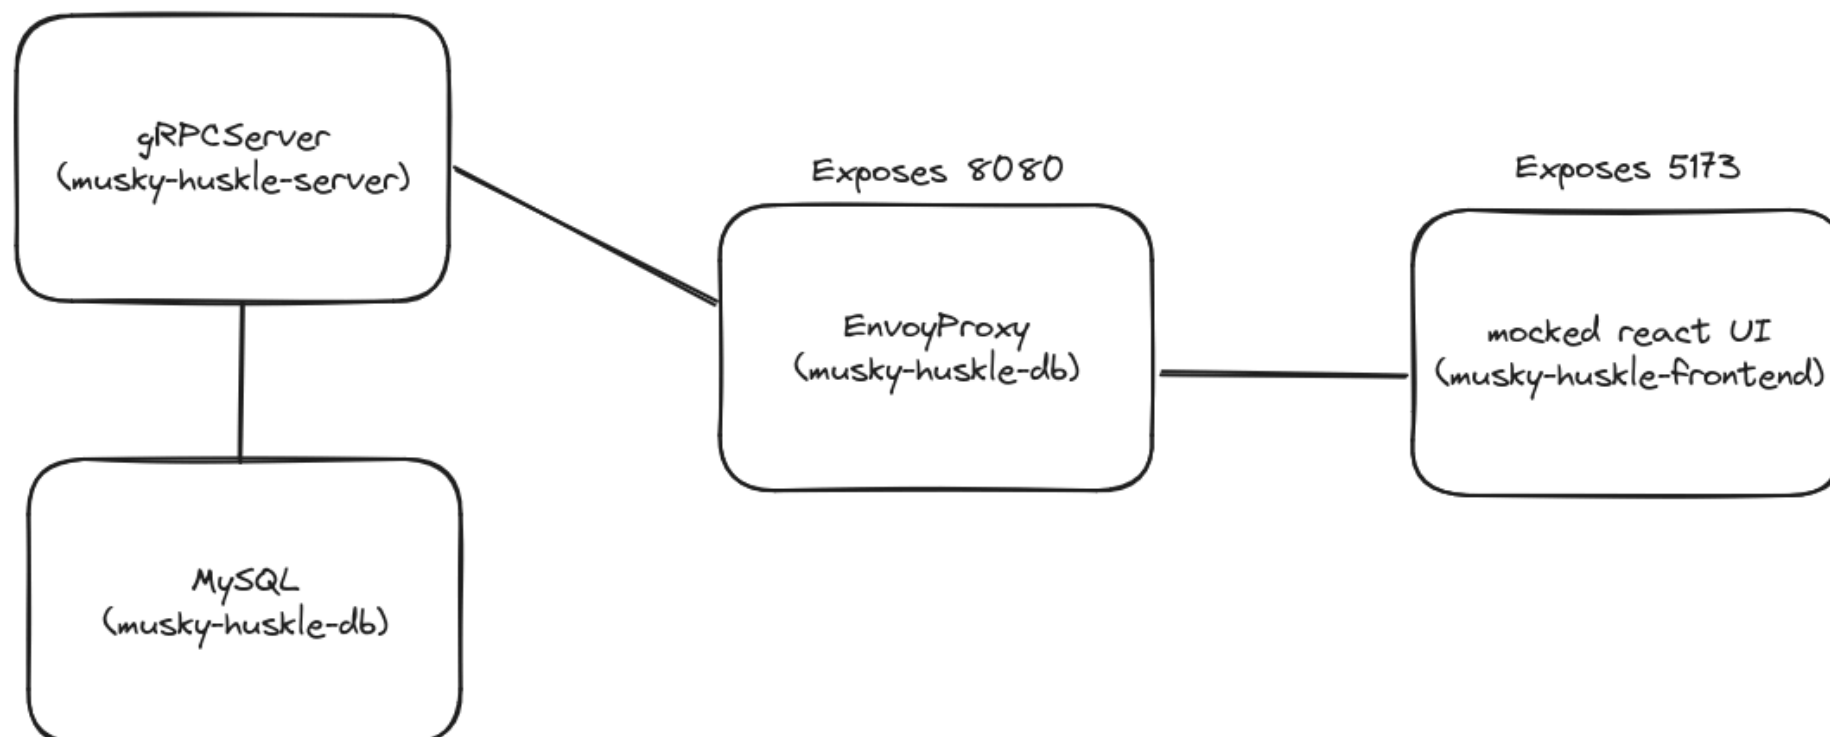 gRPCServer
(musky-huskle-server)
Exposes 8080
EnvoyProxy
(musky-huskle-db)
Exposes 5173
mocked react UI
(musky-huskle-frontend)
MySQL
(musky-huskle-db)